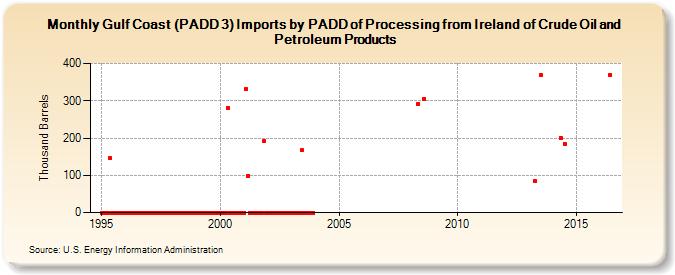 Monthly Gulf Coast (PADD 3) Imports by PADD of Processing from Ireland of Crude Oil and
Petroleum Products
Thousand Barrels
400
300
200
100
0
1995 2000 2005 2010 2015
Source: U.S. Energy Information Administration